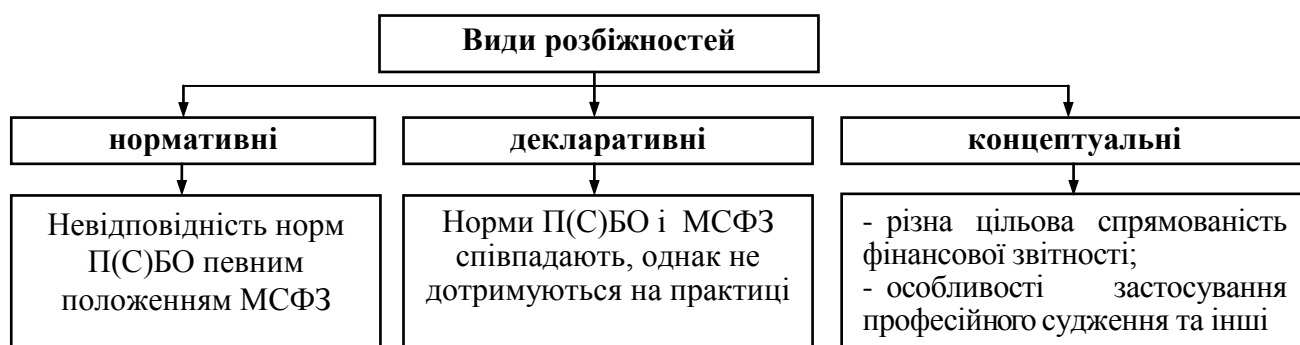 Види розбіжностей
нормативні
декларативні
концептуальні
Невідповідність норм
П(С)БО певним
положенням МСФЗ
Норми П(С)БО і МСФЗ
співпадають, однак не
дотримуються на практиці
- різна цільова спрямованість
фінансової звітності;
- особливості застосування
професійного судження та інші